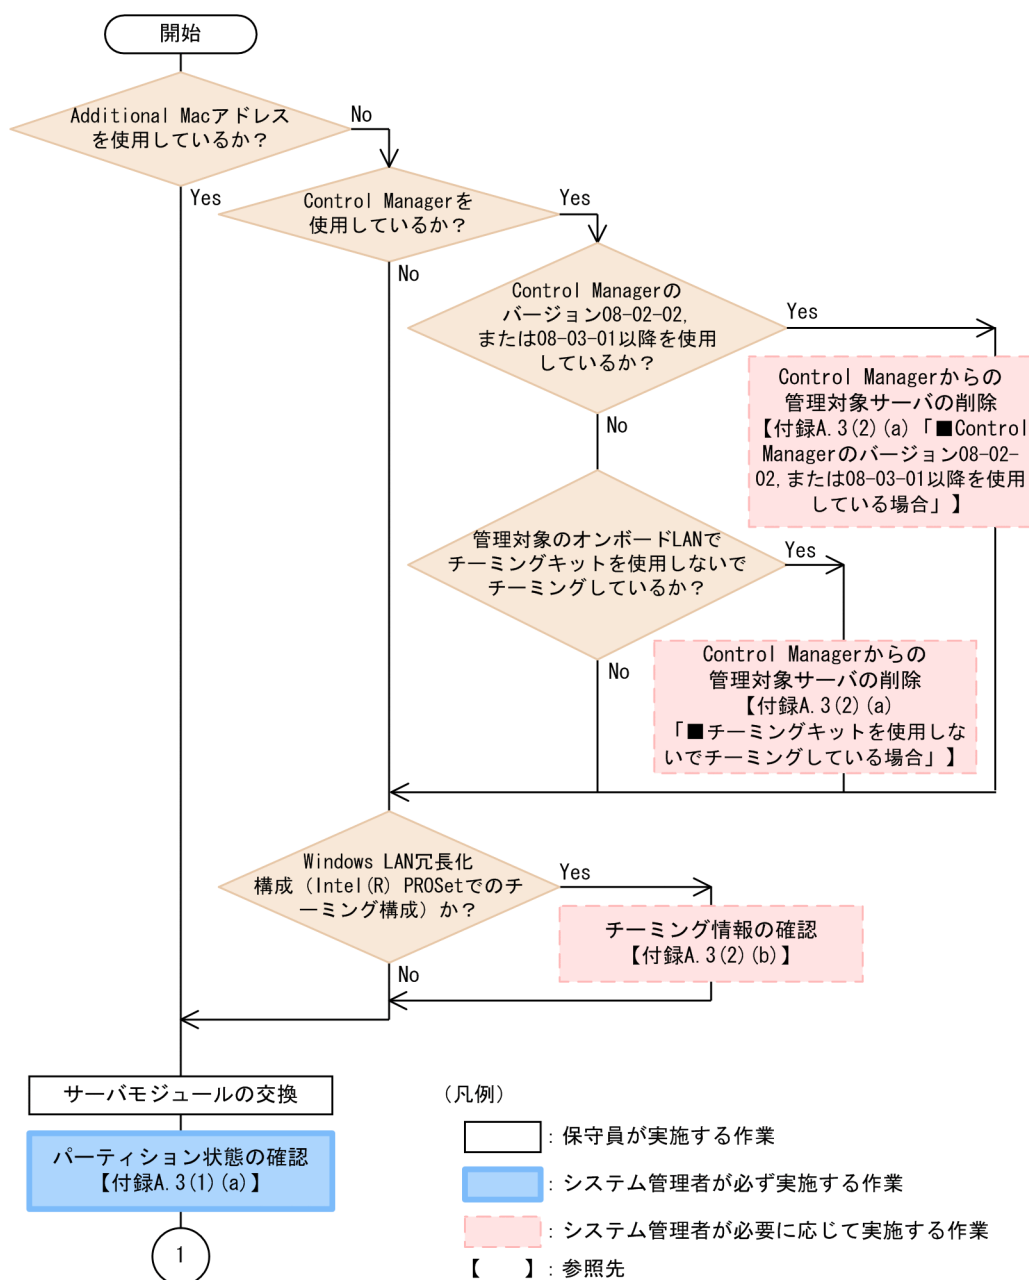 開始
Additional Macアドレス
を使用しているか？
No
Yes
Control Managerを
使用しているか？
Yes
No
Control Managerの
バージョン08-02-02,
または08-03-01以降を使用
しているか？
Yes
No
Control Managerからの
管理対象サーバの削除
【付録A.3(2)(a)「■Control
Managerのバージョン08-02-
02,または08-03-01以降を使用
している場合」】
管理対象のオンボードLANで
チーミングキットを使用しないで
チーミングしているか？
Yes
No
Control Managerからの
管理対象サーバの削除
【付録A.3(2)(a)
「■チーミングキットを使用しな
いでチーミングしている場合」】
Windows LAN冗長化
構成（Intel(R) PROSetでのチ
ーミング構成）か？
Yes
No
チーミング情報の確認
【付録A.3(2)(b)】
サーバモジュールの交換
パーティション状態の確認
【付録A.3(1)(a)】
1
（凡例）
：保守員が実施する作業
：システム管理者が必ず実施する作業
：システム管理者が必要に応じて実施する作業
【　　】：参照先